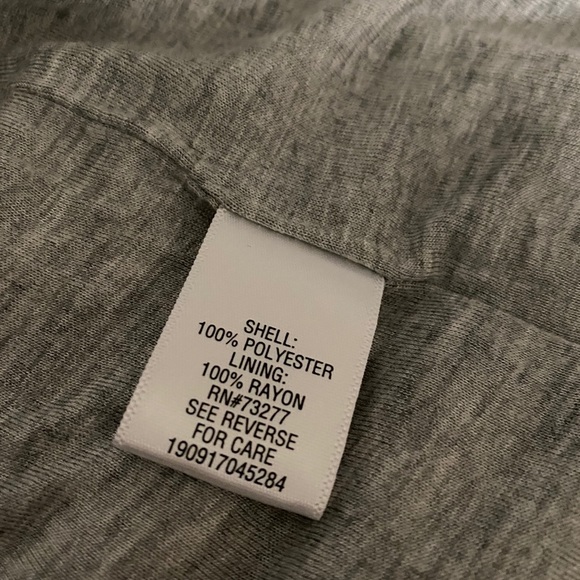 SHELL:
100% POLYESTER
LINING:
100% RAYON
RN#73277
SEE REVERSE
FOR CARE
190917045284